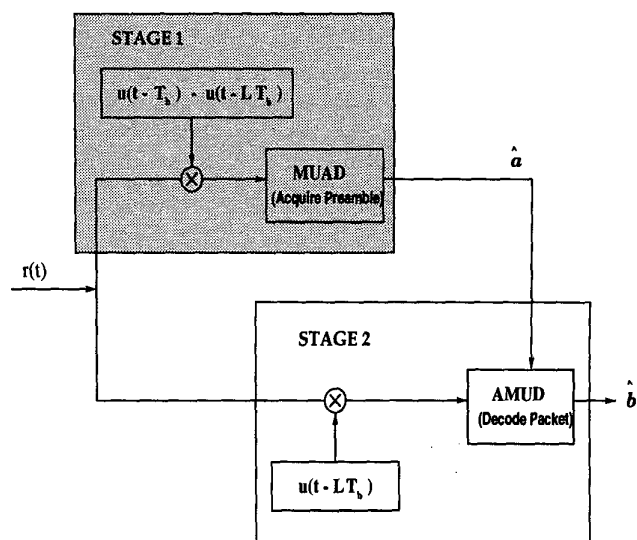 STAGE 1
u(t - T_b) - u(t - L T_b)
MUAD
(Acquire Preamble)
â
r(t)
STAGE 2
AMUD
(Decode Packet)
b̂
u(t - L T_b)